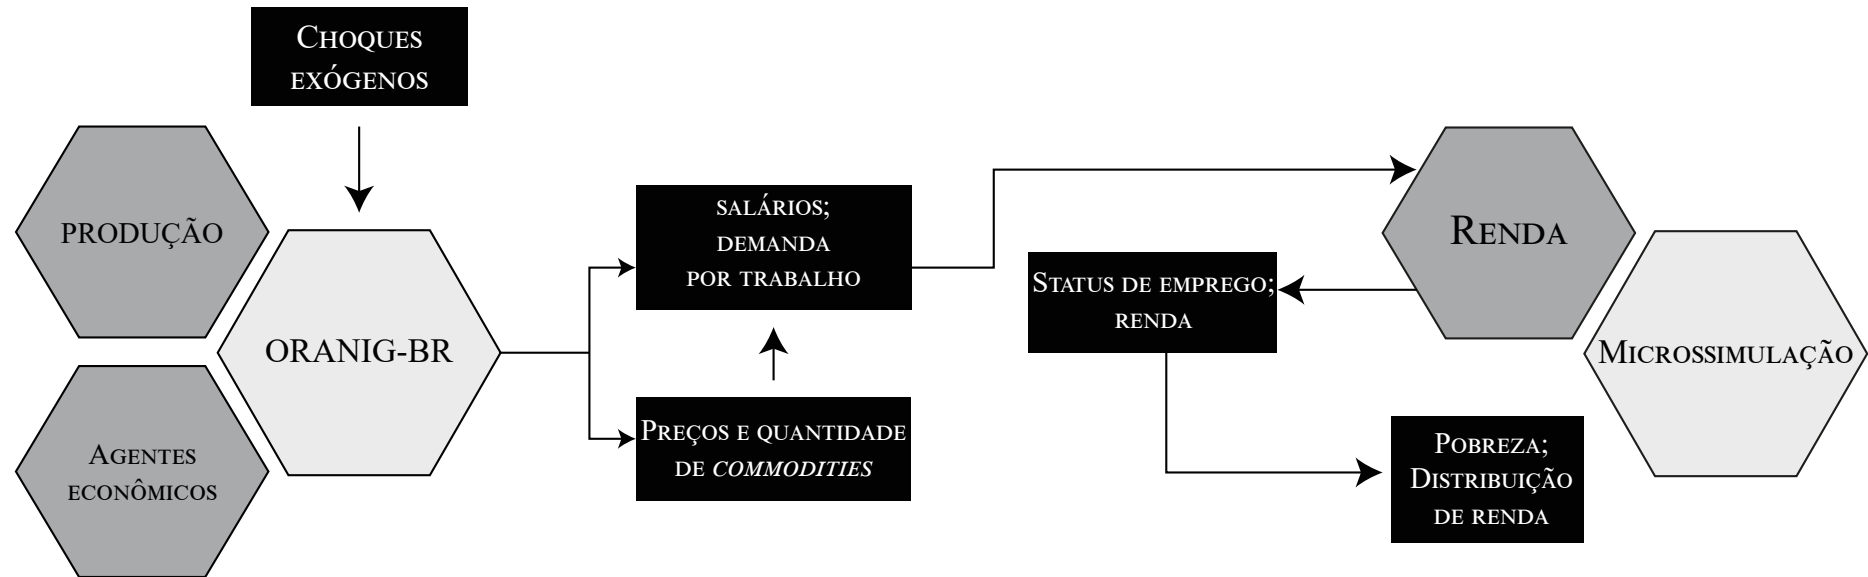 CHOQUES
EXÓGENOS
PRODUÇÃO
AGENTES
ECONÔMICOS
ORANIG-BR
SALÁRIOS;
DEMANDA
POR TRABALHO
PREÇOS E QUANTIDADE
DE COMMODITIES
STATUS DE EMPREGO;
RENDA
RENDA
MICROSSIMULAÇÃO
POBREZA;
DISTRIBUIÇÃO
DE RENDA